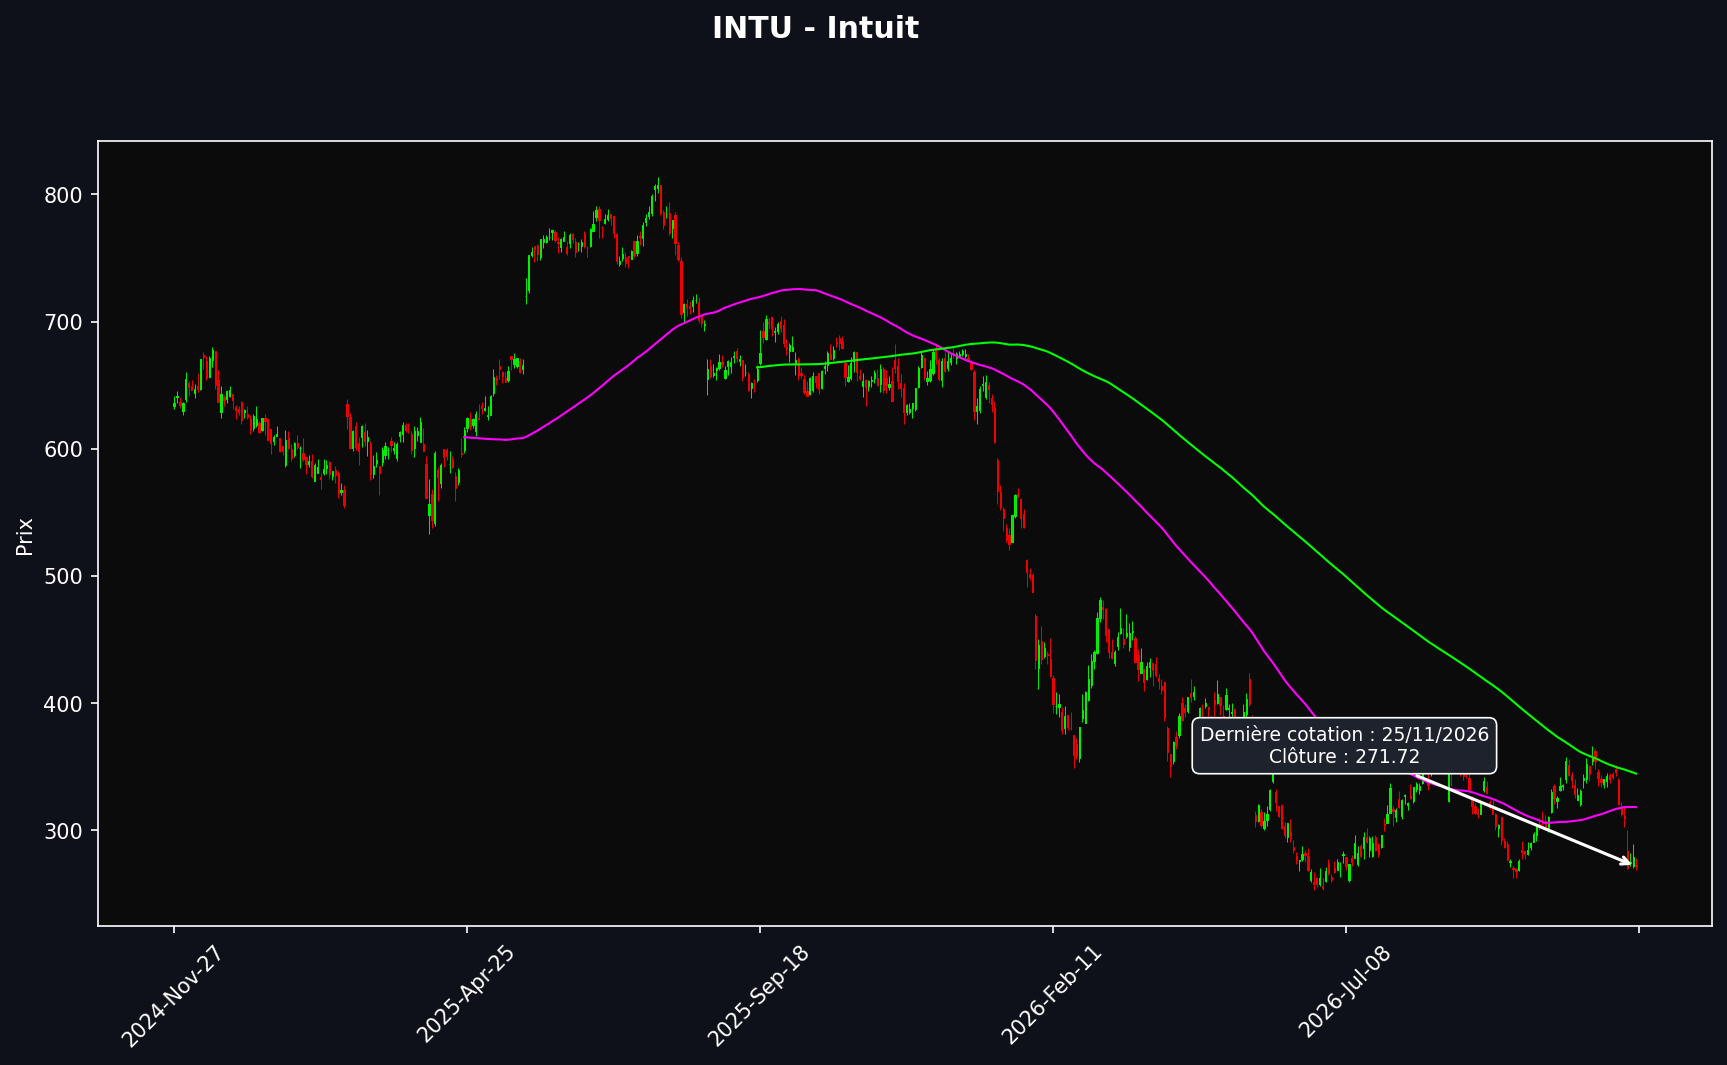 INTU - Intuit
800
700
600
500
400
300
Prix
Dernière cotation : 25/11/2026
Clôture : 271.72
2024-Nov-27
2025-Apr-25
2025-Sep-18
2026-Feb-11
2026-Jul-08